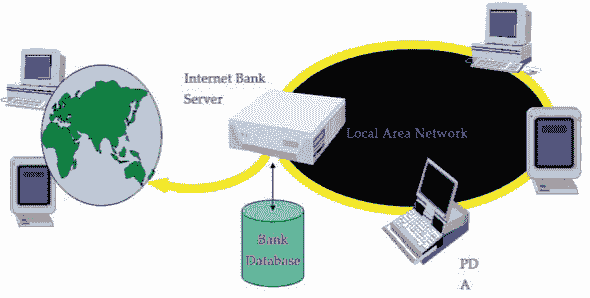 Internet Bank
Server
Local Area Network
Bank
Database
PD
A